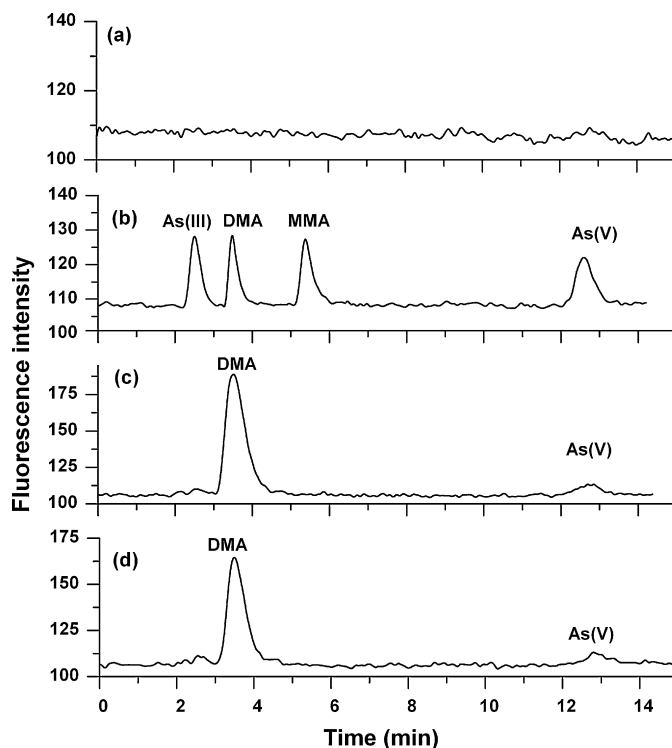 140
(a)
120
100
140
(b)
As(III) DMA MMA
As(V)
130
120
110
100
DMA
(c)
175
150
As(V)
125
100
175
DMA
(d)
150
As(V)
125
100
0 2 4 6 8 10 12 14
Time (min)
Fluorescence intensity